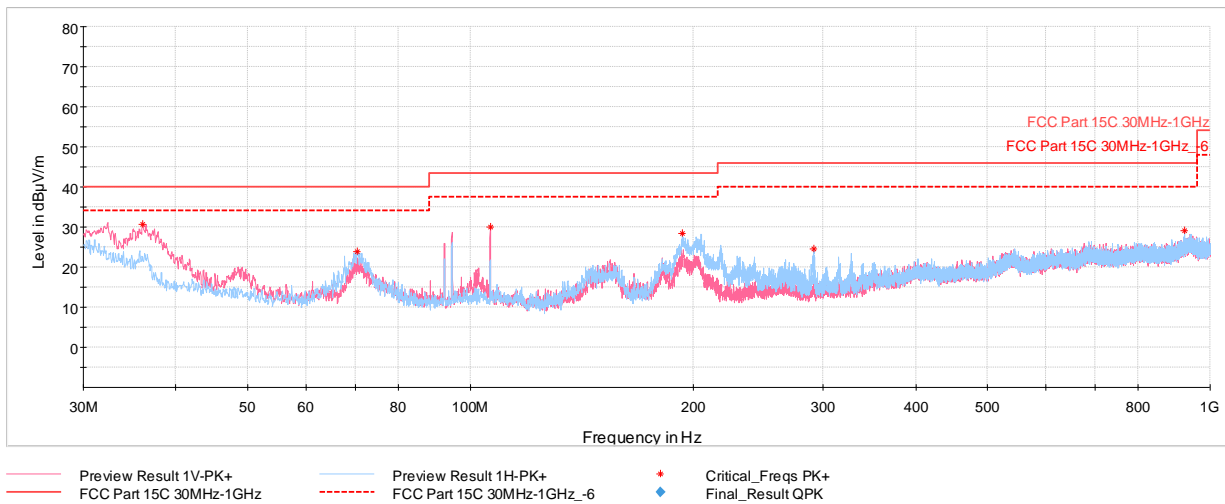 80
70
60
50
40
30
20
10
0
Level in dBμV/m
FCC Part 15C 30MHz-1GHz
FCC Part 15C 30MHz-1GHz_-6
30M 50 60 80 100M 200 300 400 500 800 1G
Frequency in Hz
Preview Result 1V-PK+ Preview Result 1H-PK+ Critical_Freqs PK+
FCC Part 15C 30MHz-1GHz FCC Part 15C 30MHz-1GHz_-6 Final_Result QPK